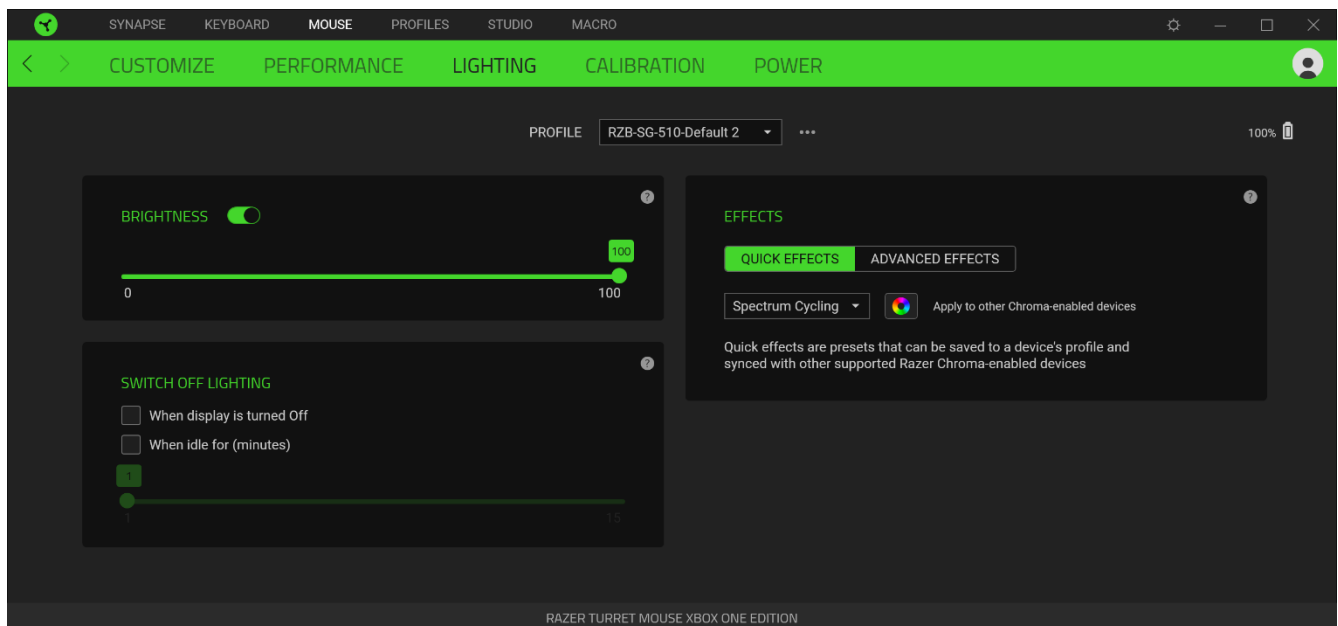 SYNAPSE KEYBOARD MOUSE PROFILES STUDIO MACRO
CUSTOMIZE PERFORMANCE LIGHTING CALIBRATION POWER
PROFILE RZB-SG-510-Default 2 100%
BRIGHTNESS
100
0 100
SWITCH OFF LIGHTING
When display is turned Off
When idle for (minutes)
1
1 15
EFFECTS
QUICK EFFECTS ADVANCED EFFECTS
Spectrum Cycling Apply to other Chroma-enabled devices
Quick effects are presets that can be saved to a device's profile and
synced with other supported Razer Chroma-enabled devices
RAZER TURRET MOUSE XBOX ONE EDITION